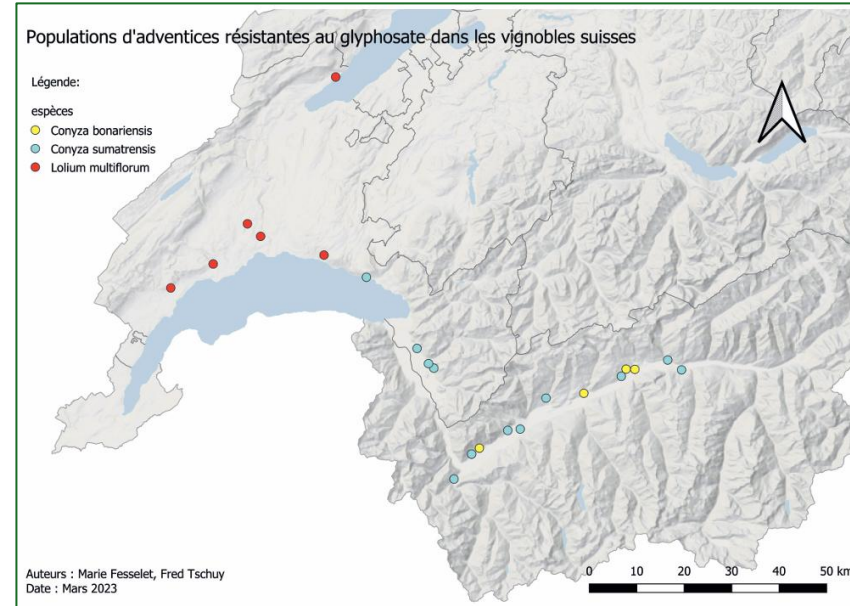 Populations d'adventices résistantes au glyphosate dans les vignobles suisses
Légende:
espèces
Conyza bonariensis
Conyza sumatrensis
Lolium multiflorum
Auteurs : Marie Fesselet, Fred Tschuy
Date : Mars 2023
0 10 20 30 40 50 km